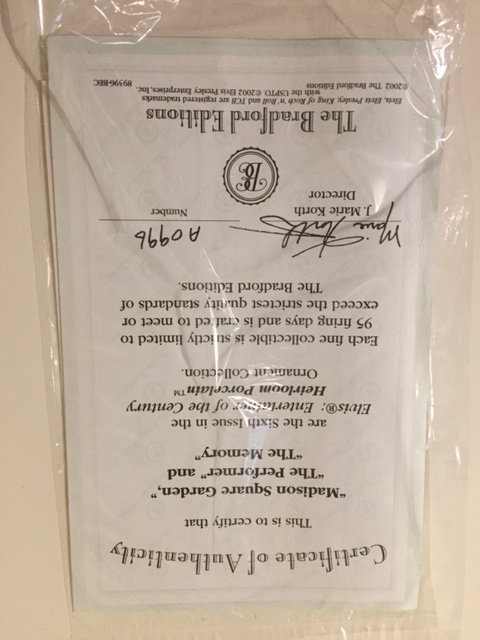 Certificate of Authenticity
This is to certify that
"Madison Square Garden,"
"The Performer" and
"The Memory"
are the Sixth Issue in the
Elvis®: Entertainer of the Century
Heirloom Porcelain™
Ornament Collection.
Each fine collectible is strictly limited to
95 firing days and is crafted to meet or
exceed the strictest quality standards of
The Bradford Editions.
Marie Korth A0996
J. Marie Korth Number
Director
BE
The Bradford Editions
Elvis, Elvis Presley, King of Rock 'n' Roll and TCB are registered trademarks
with the USPTO. ©2002 Elvis Presley Enterprises, Inc.
©2002 The Bradford Editions 89396-BEC